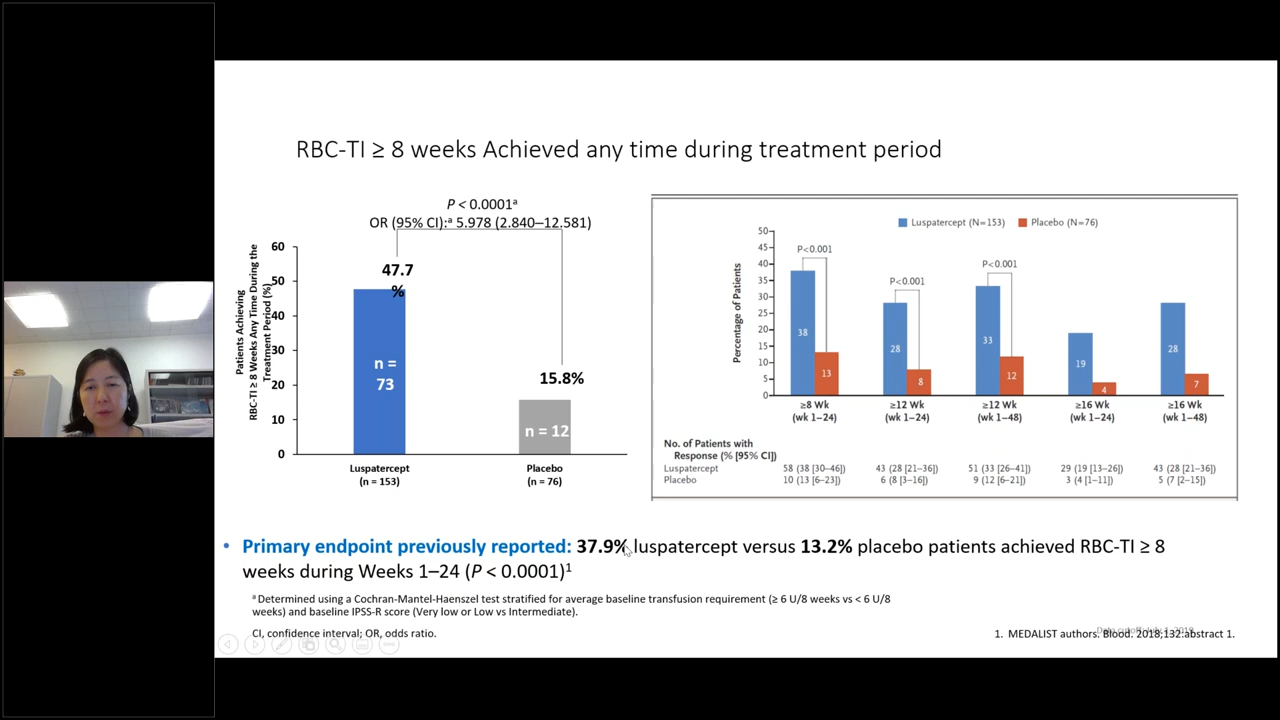 RBC-TI ≥ 8 weeks Achieved any time during treatment period
P < 0.0001ᵃ
OR (95% CI):ᵃ 5.978 (2.840–12.581)
Patients Achieving
RBC-TI ≥ 8 Weeks Any Time During the
Treatment Period (%)
60
50
40
30
20
10
0
47.7
%
n =
73
15.8%
n = 12
Luspatercept
(n = 153)
Placebo
(n = 76)
Luspatercept (N=153)
Placebo (N=76)
Percentage of Patients
50
45
40
35
30
25
20
15
10
5
0
P<0.001
P<0.001
P<0.001
38
13
28
8
33
12
19
4
28
7
≥8 Wk
(wk 1–24)
≥12 Wk
(wk 1–24)
≥12 Wk
(wk 1–48)
≥16 Wk
(wk 1–24)
≥16 Wk
(wk 1–48)
No. of Patients with
Response (% [95% CI])
Luspatercept 58 (38 [30–46]) 43 (28 [21–36]) 51 (33 [26–41]) 29 (19 [13–26]) 43 (28 [21–36])
Placebo 10 (13 [6–23]) 6 (8 [3–16]) 9 (12 [6–21]) 3 (4 [1–11]) 5 (7 [2–15])
• Primary endpoint previously reported: 37.9% luspatercept versus 13.2% placebo patients achieved RBC-TI ≥ 8
weeks during Weeks 1–24 (P < 0.0001)¹
ᵃ Determined using a Cochran-Mantel-Haenszel test stratified for average baseline transfusion requirement (≥ 6 U/8 weeks vs < 6 U/8
weeks) and baseline IPSS-R score (Very low or Low vs Intermediate).
CI, confidence interval; OR, odds ratio.
1. MEDALIST authors. Blood. 2018;132:abstract 1.